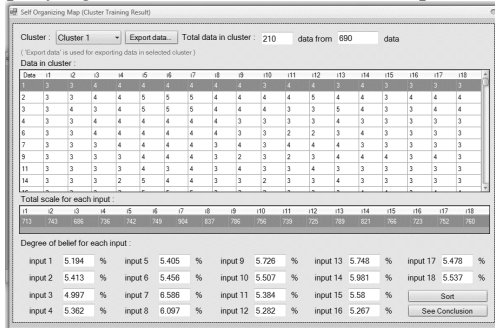 Self Organizing Map (Cluster Training Result)
Cluster : Cluster 1 Export data... Total data in cluster : 210 data from 690 data
( 'Export data' is used for exporting data in selected cluster )
Data in cluster :
Data i1 i2 i3 i4 i5 i6 i7 i8 i9 i10 i11 i12 i13 i14 i15 i16 i17 i18
1
2 3 3 4 4 5 5 5 4 4 4 4 5 4 4 3 4 4 4
3 3 4 3 4 5 5 5 4 4 4 3 3 5 4 3 4 4 4
4 3 3 3 4 4 4 4 4 4 3 3 3 4 4 3 3 3 3
6 3 3 4 4 4 4 4 4 3 3 2 2 3 4 3 3 4 3
7 3 3 3 4 4 4 4 3 3 4 3 3 4 4 3 3 4 4
9 3 3 3 3 4 4 4 3 2 3 2 3 4 4 4 3 3 3
11 3 3 3 3 4 4 4 3 3 3 3 3 4 3 3 3 3 3
14 3 3 3 2 5 4 4 3 3 2 3 3 4 3 3 3 3 4
Total scale for each input :
i1 i2 i3 i4 i5 i6 i7 i8 i9 i10 i11 i12 i13 i14 i15 i16 i17 i18
713 743 686 736 742 749 904 837 786 756 739 725 789 821 766 723 752 760
Degree of belief for each input :
input 1 5.194 % input 5 5.405 % input 9 5.726 % input 13 5.748 % input 17 5.478 %
input 2 5.413 % input 6 5.456 % input 10 5.507 % input 14 5.981 % input 18 5.537 %
input 3 4.997 % input 7 6.586 % input 11 5.384 % input 15 5.58 % Sort
input 4 5.362 % input 8 6.097 % input 12 5.282 % input 16 5.267 % See Conclusion